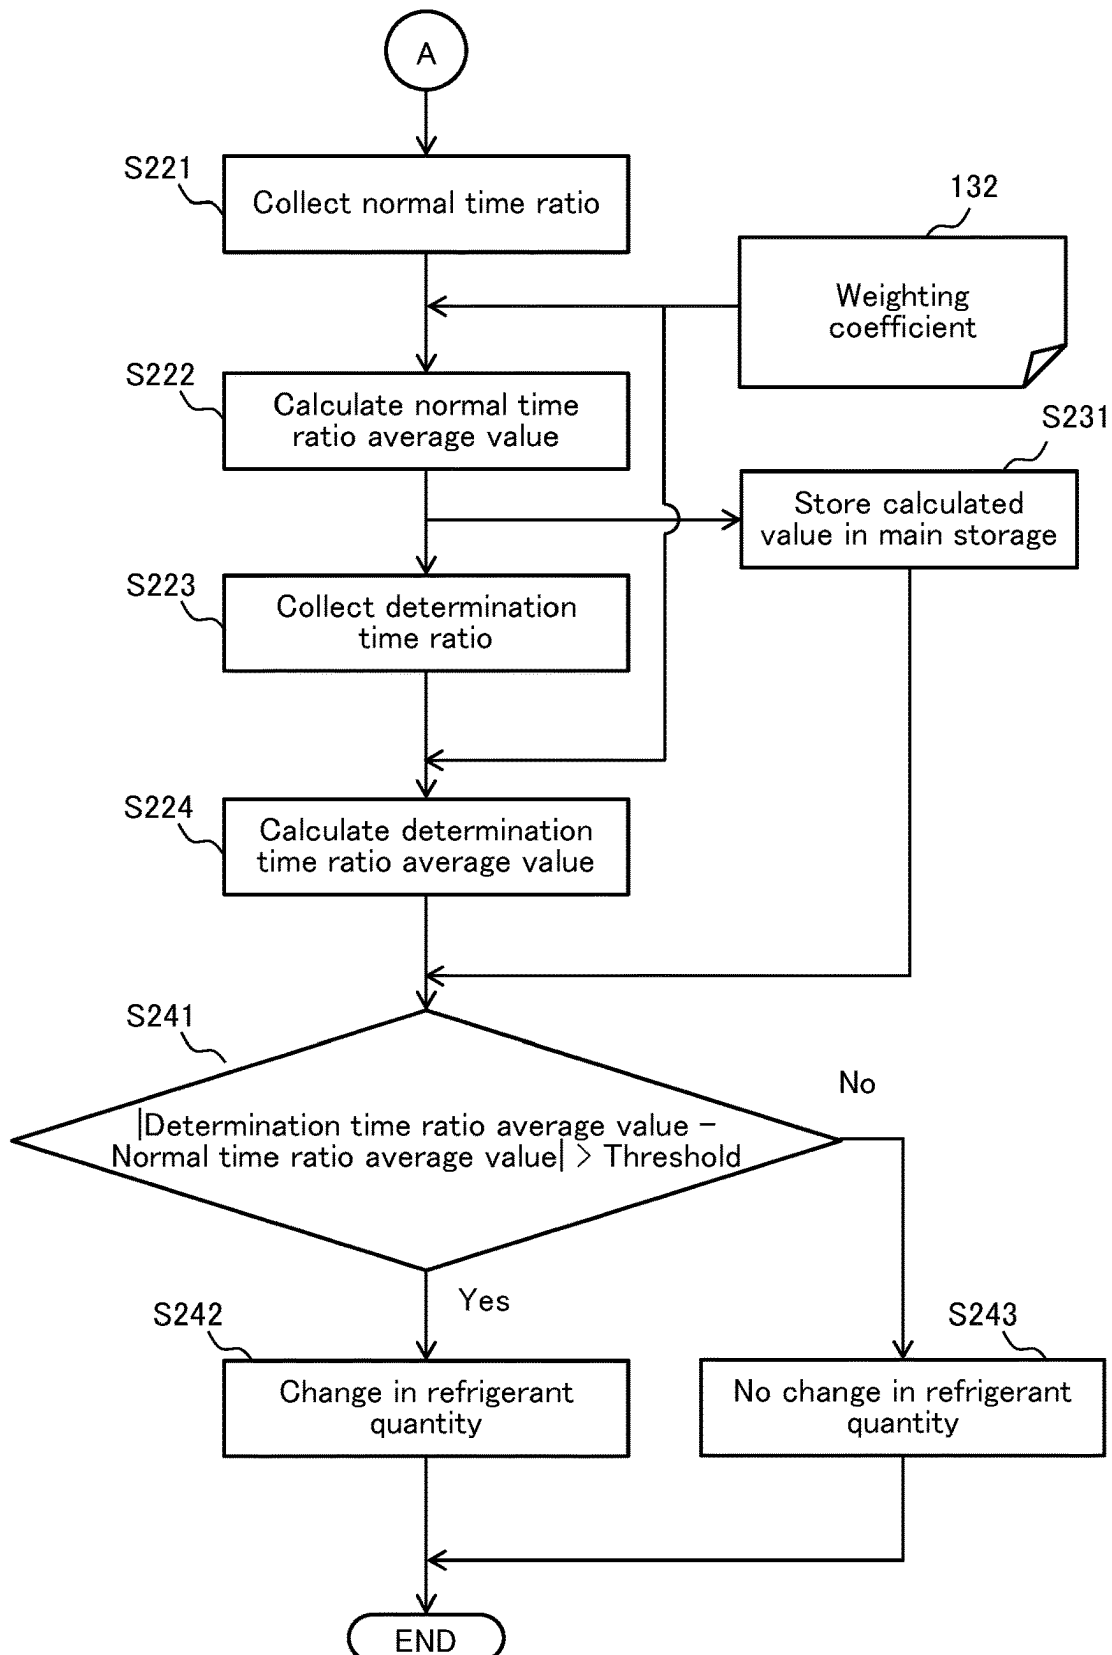 A
S221
Collect normal time ratio
132
Weighting
coefficient
S222
Calculate normal time
ratio average value
S231
Store calculated
value in main storage
S223
Collect determination
time ratio
S224
Calculate determination
time ratio average value
S241
|Determination time ratio average value −
Normal time ratio average value| > Threshold
No
Yes
S242
Change in refrigerant
quantity
S243
No change in refrigerant
quantity
END